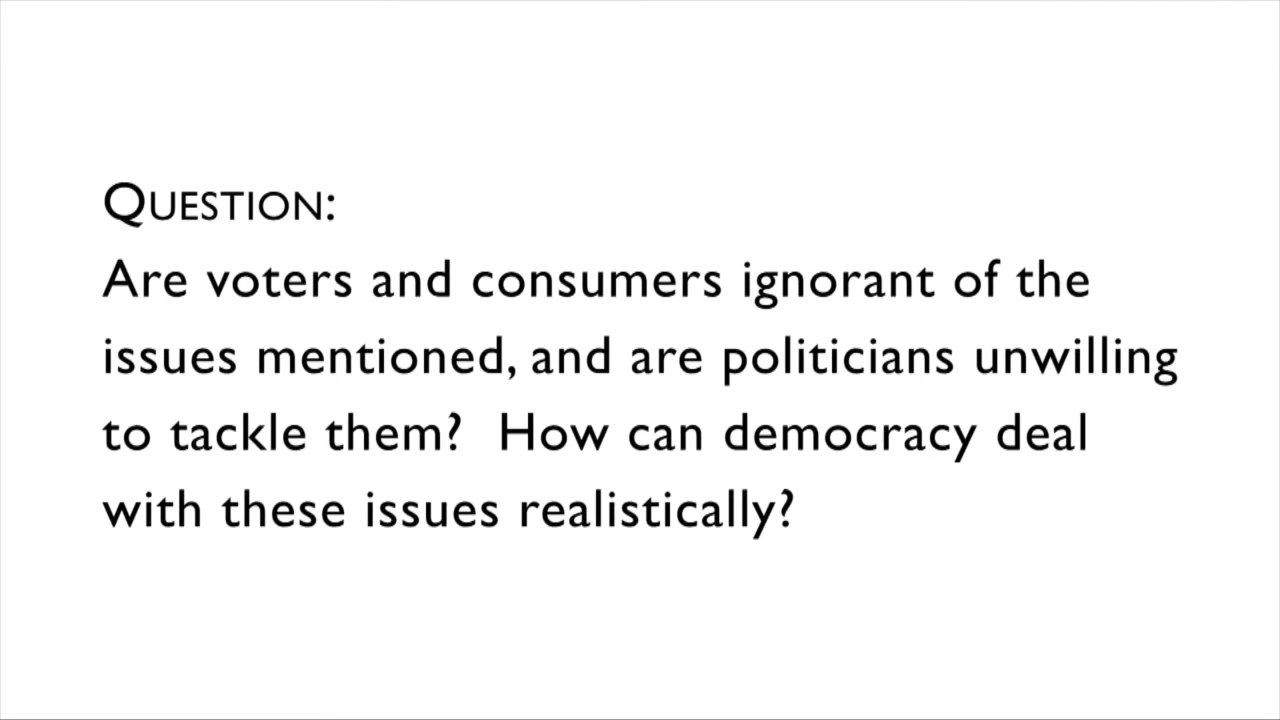 QUESTION:
Are voters and consumers ignorant of the
issues mentioned, and are politicians unwilling
to tackle them?  How can democracy deal
with these issues realistically?